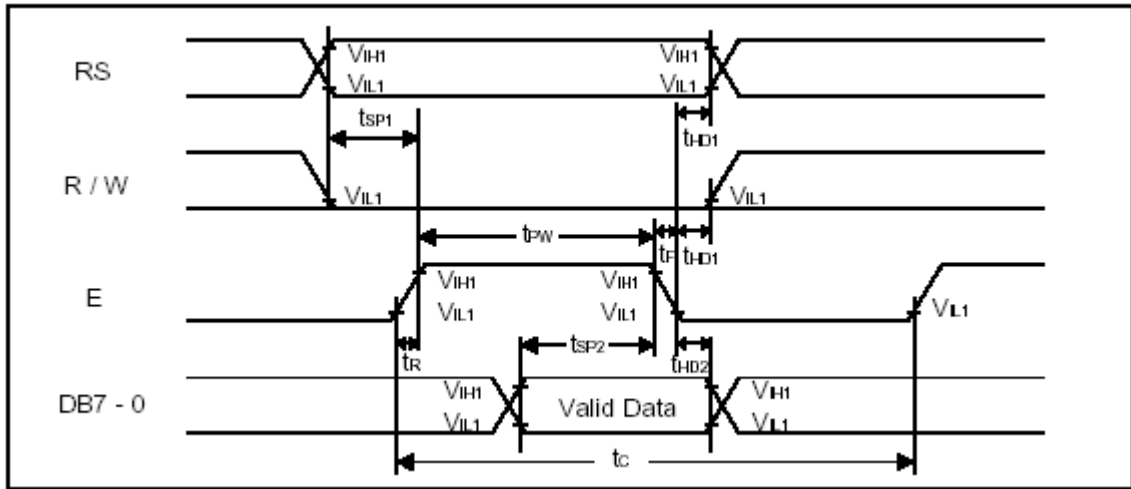 RS
VIH1 VIH1
VIL1 VIL1
tSP1 tHD1
R / W
VIL1 VIL1
tPW tF tHD1
E
VIH1 VIH1
VIL1 VIL1 VIL1
tR tSP2 tHD2
DB7 - 0
VIH1 Valid Data VIH1
VIL1 VIL1
tC